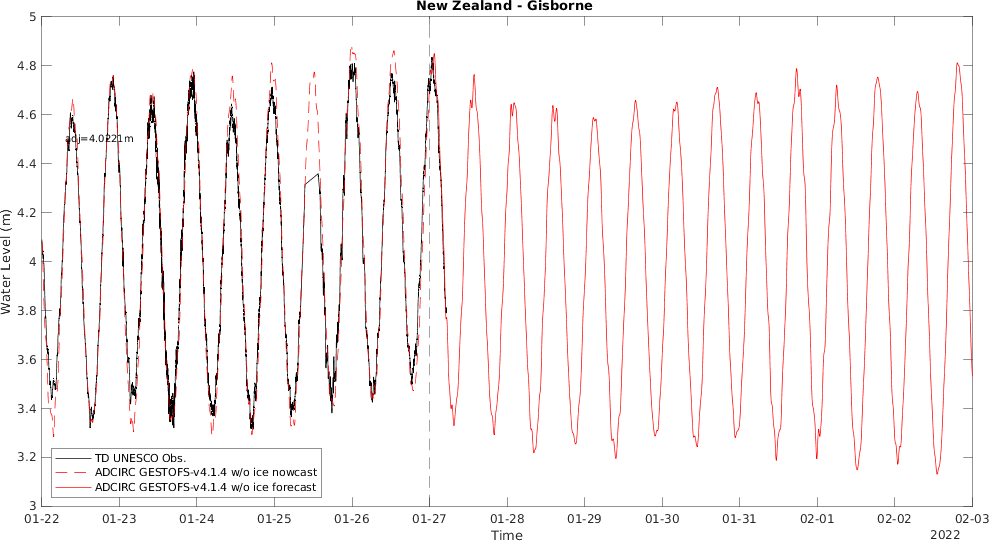 New Zealand - Gisborne
5
4.8
4.6
4.4
4.2
4
3.8
3.6
3.4
3.2
3
Water Level (m)
adj=4.0221m
TD UNESCO Obs.
ADCIRC GESTOFS-v4.1.4 w/o ice nowcast
ADCIRC GESTOFS-v4.1.4 w/o ice forecast
01-22 01-23 01-24 01-25 01-26 01-27 01-28 01-29 01-30 01-31 02-01 02-02 02-03
Time
2022